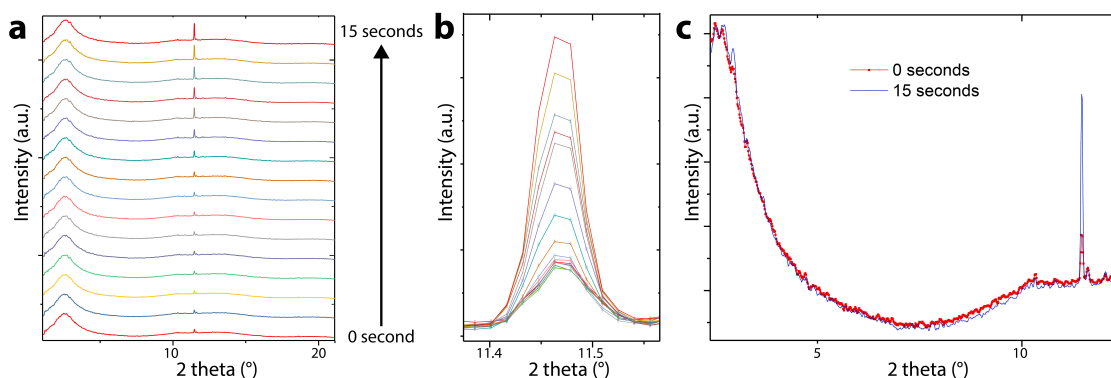 a
15 seconds
0 second
Intensity (a.u.)
10
20
2 theta (°)
b
Intensity (a.u.)
11.4
11.5
2 theta (°)
c
0 seconds
15 seconds
Intensity (a.u.)
5
10
2 theta (°)